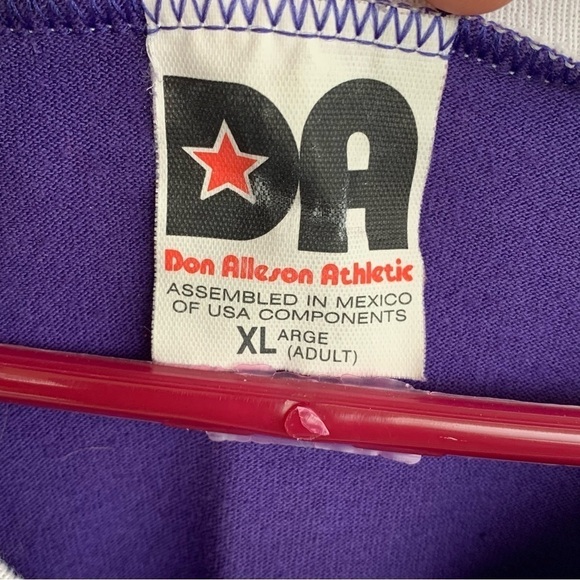 DA
Don Alleson Athletic
ASSEMBLED IN MEXICO
OF USA COMPONENTS
XL ARGE
(ADULT)